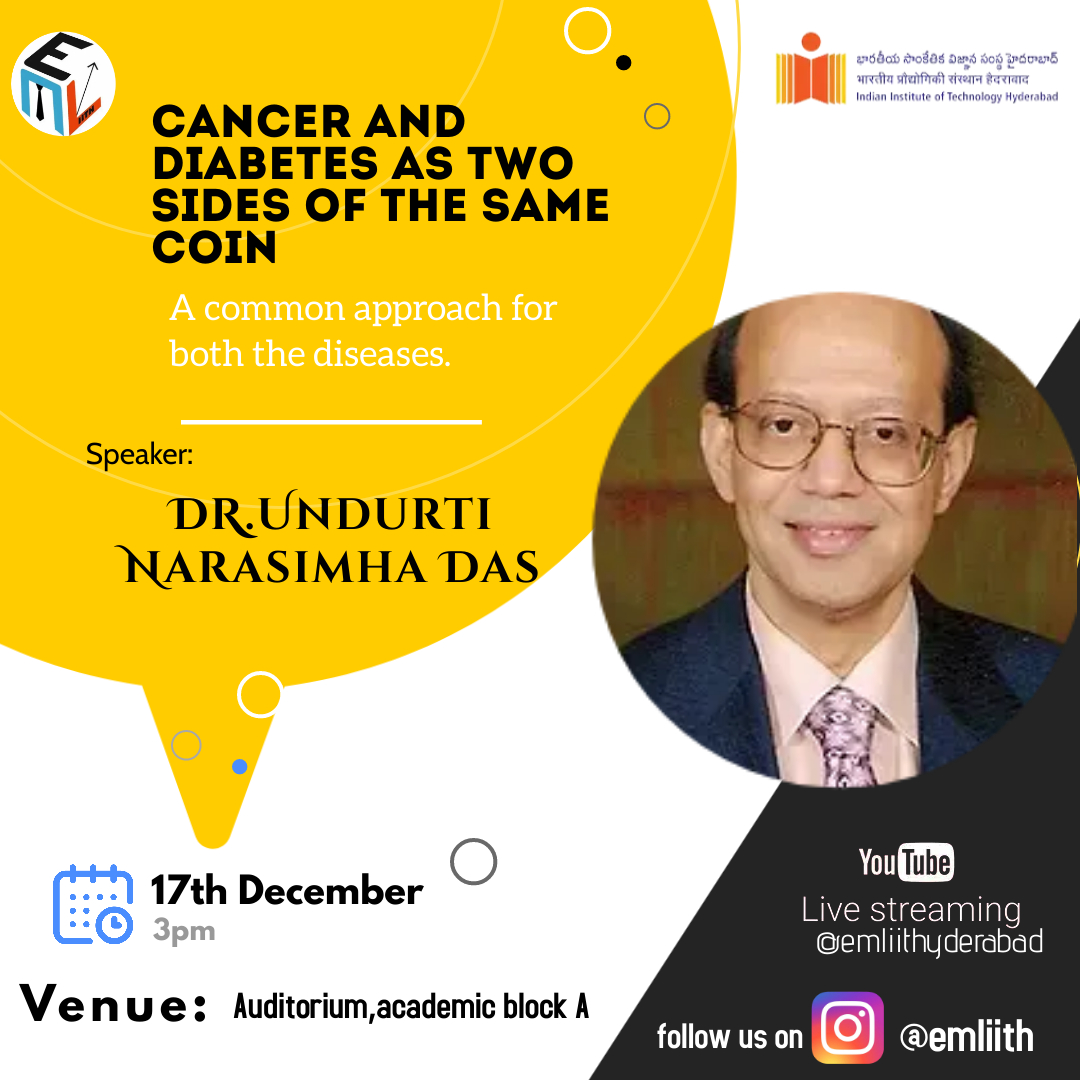 EML
IITH
భారతీయ సాంకేతిక విజ్ఞాన సంస్థ హైదరాబాద్
भारतीय प्रौद्योगिकी संस्थान हैदराबाद
Indian Institute of Technology Hyderabad
CANCER AND
DIABETES AS TWO
SIDES OF THE SAME
COIN
A common approach for
both the diseases.
Speaker:
DR.UNDURTI
NARASIMHA DAS
17th December
3pm
Venue: Auditorium,academic block A
YouTube
Live streaming
@emliithyderabad
follow us on @emliith